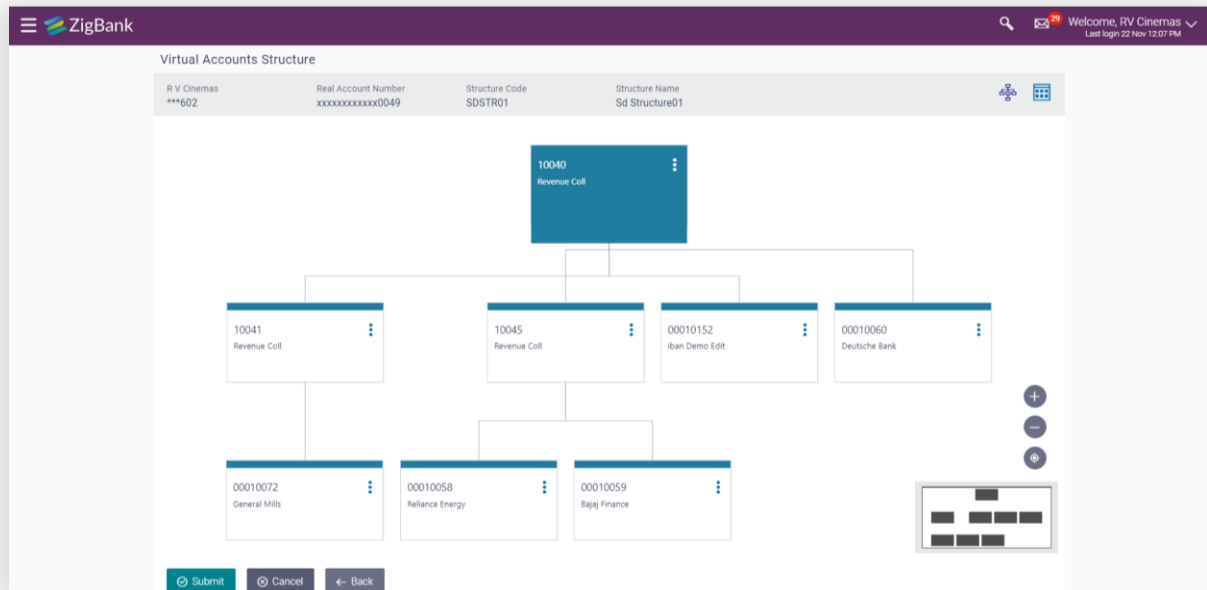 ZigBank
29
Welcome, RV Cinemas
Last login 22 Nov 12:07 PM
Virtual Accounts Structure
R V Cinemas
Real Account Number
Structure Code
Structure Name
***602
xxxxxxxxxxxx0049
SDSTR01
Sd Structure01
10040
Revenue Coll
10041
Revenue Coll
10045
Revenue Coll
00010152
iban Demo Edit
00010060
Deutsche Bank
00010072
General Mills
00010058
Reliance Energy
00010059
Bajaj Finance
Submit
Cancel
Back